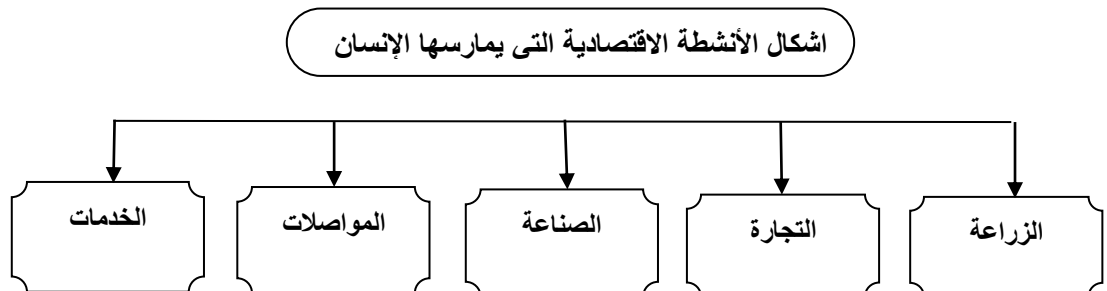 اشكال الأنشطة الاقتصادية التى يمارسها الإنسان
الزراعة
التجارة
الصناعة
المواصلات
الخدمات